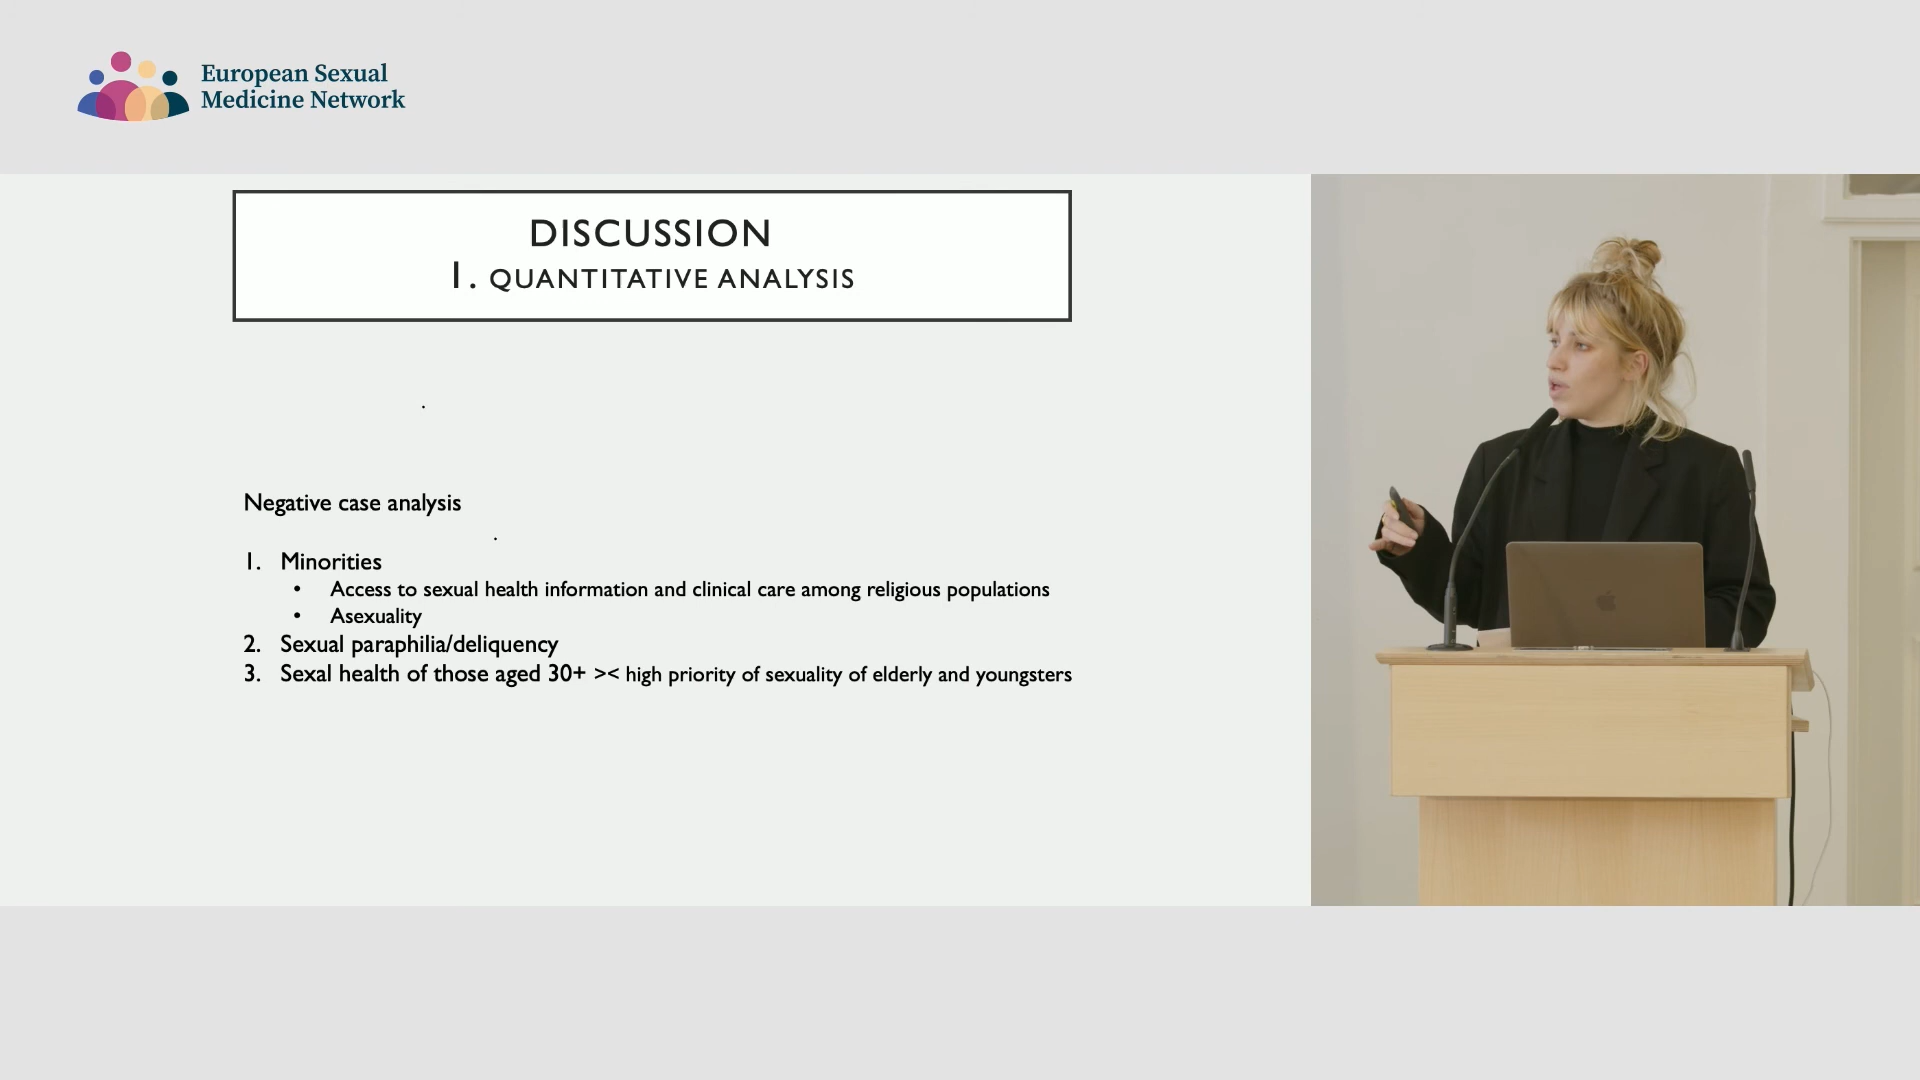 European Sexual
Medicine Network
DISCUSSION
1. QUANTITATIVE ANALYSIS
Negative case analysis
1. Minorities
• Access to sexual health information and clinical care among religious populations
• Asexuality
2. Sexual paraphilia/deliquency
3. Sexal health of those aged 30+ >< high priority of sexuality of elderly and youngsters